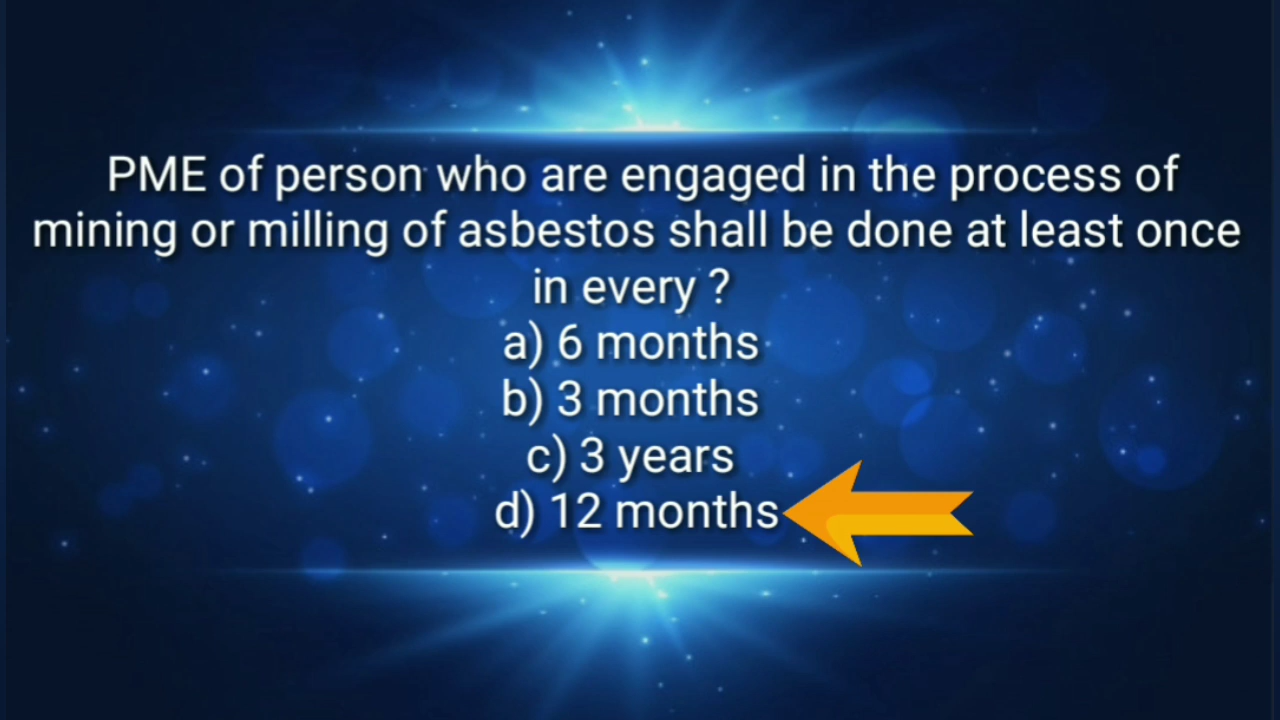 PME of person who are engaged in the process of
mining or milling of asbestos shall be done at least once
in every ?
a) 6 months
b) 3 months
c) 3 years
d) 12 months